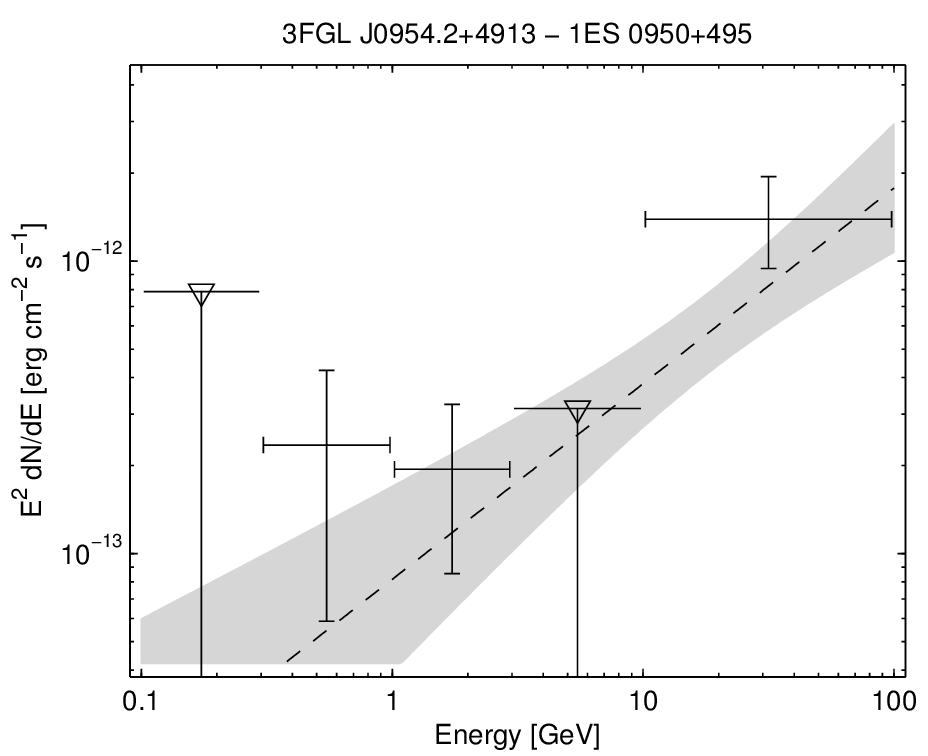 3FGL J0954.2+4913 − 1ES 0950+495
E² dN/dE [erg cm⁻² s⁻¹]
10⁻¹²
10⁻¹³
0.1 1 10 100
Energy [GeV]